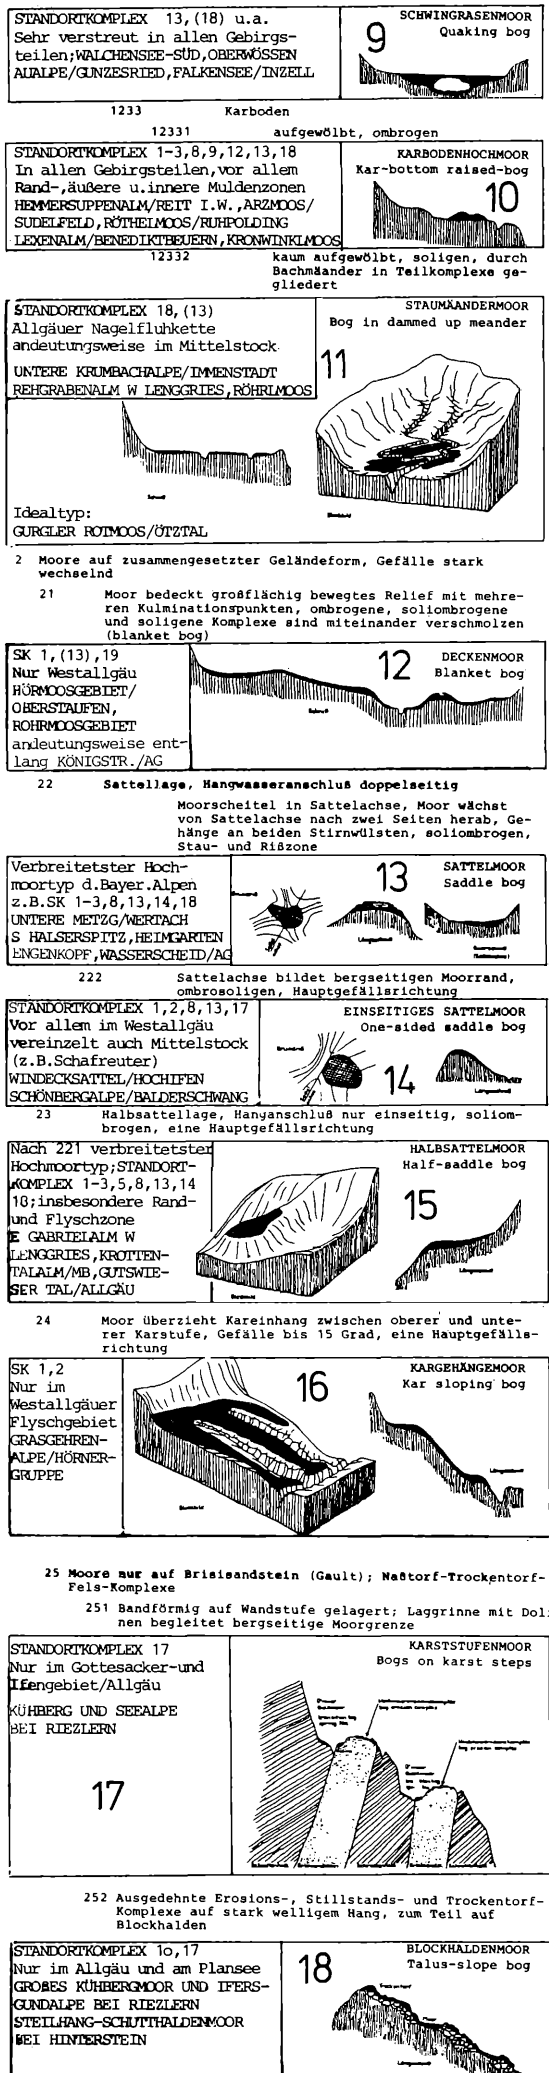 STANDORTKOMPLEX 13,(18) u.a.
Sehr verstreut in allen Gebirgs-
teilen;WALCHENSEE-SÜD,OBERWÖSSEN
AUALPE/GUNZESRIED,FALKENSEE/INZELL
9
SCHWINGRASENMOOR
Quaking bog
1233 Karboden
12331 aufgewölbt, ombrogen
STANDORTKOMPLEX 1-3,8,9,12,13,18
In allen Gebirgsteilen,vor allem
Rand-,äußere u.innere Muldenzonen
HEMMERSUPPENALM/REIT I.W.,ARZMOOS/
SUDELFELD,RÖTHELMOOS/RUHPOLDING
LEXENALM/BENEDIKTBEUERN,KRONWINKLMOOS
KARBODENHOCHMOOR
Kar-bottom raised-bog
10
12332 kaum aufgewölbt, soligen, durch
Bachmäander in Teilkomplexe ge-
gliedert
STANDORTKOMPLEX 18,(13)
Allgäuer Nagelfluhkette
andeutungsweise im Mittelstock
UNTERE KRUMBACHALPE/IMMENSTADT
REHGRABENALM W LENGGRIES,RÖHRLMOOS
STAUMÄANDERMOOR
Bog in dammed up meander
11
Idealtyp:
GURGLER ROTMOOS/ÖTZTAL
2 Moore auf zusammengesetzter Geländeform, Gefälle stark
wechselnd
21 Moor bedeckt großflächig bewegtes Relief mit mehre-
ren Kulminationspunkten, ombrogene, soliombrogene
und soligene Komplexe sind miteinander verschmolzen
(blanket bog)
SK 1,(13),19
Nur Westallgäu
HÖRMOOSGEBIET/
OBERSTAUFEN,
ROHRMOOSGEBIET
andeutungsweise ent-
lang KÖNIGSTR./AG
12
DECKENMOOR
Blanket bog
22 Sattellage, Hangwasseranschluß doppelseitig
Moorscheitel in Sattelachse, Moor wächst
von Sattelachse nach zwei Seiten herab, Ge-
hänge an beiden Stirnwülsten, soliombrogen,
Stau- und Rißzone
Verbreitetster Hoch-
moortyp d.Bayer.Alpen
z.B.SK 1-3,8,13,14,18
UNTERE METZG/WERTACH
S HALSERSPITZ,HEIMGARTEN
ENGENKOPF,WASSERSCHEID/AG
13
SATTELMOOR
Saddle bog
222 Sattelachse bildet bergseitigen Moorrand,
ombrosoligen, Hauptgefällsrichtung
STANDORTKOMPLEX 1,2,8,13,17
Vor allem im Westallgäu
vereinzelt auch Mittelstock
(z.B.Schafreuter)
WINDECKSATTEL/HOCHIFEN
SCHÖNBERGALPE/BALDERSCHWANG
EINSEITIGES SATTELMOOR
One-sided saddle bog
14
23 Halbsattellage, Hanganschluß nur einseitig, soliom-
brogen, eine Hauptgefällsrichtung
Nach 221 verbreitetster
Hochmoortyp;STANDORT-
KOMPLEX 1-3,5,8,13,14
18;insbesondere Rand-
und Flyschzone
E GABRIELALM W
LENGGRIES,KROTTEN-
TALALM/MB,GUTSWIE-
SER TAL/ALLGÄU
HALBSATTELMOOR
Half-saddle bog
15
24 Moor überzieht Kareinhang zwischen oberer und unte-
rer Karstufe, Gefälle bis 15 Grad, eine Hauptgefälls-
richtung
SK 1,2
Nur im
Westallgäuer
Flyschgebiet
GRASGEHREN-
ALPE/HÖRNER-
GRUPPE
16
KARGEHÄNGEMOOR
Kar sloping bog
25 Moore nur auf Brisisandstein (Gault); Naßtorf-Trockentorf-
Fels-Komplexe
251 Bandförmig auf Wandstufe gelagert; Laggrinne mit Doli
nen begleitet bergseitige Moorgrenze
STANDORTKOMPLEX 17
Nur im Gottesacker-und
Ifengebiet/Allgäu
KÜHBERG UND SEEALPE
BEI RIEZLERN
17
KARSTSTUFENMOOR
Bogs on karst steps
252 Ausgedehnte Erosions-, Stillstands- und Trockentorf-
Komplexe auf stark welligem Hang, zum Teil auf
Blockhalden
STANDORTKOMPLEX 10,17
Nur im Allgäu und am Plansee
GROßES KÜHBERGMOOR UND IFERS-
GUNDALPE BEI RIEZLERN
STEILHANG-SCHUTTHALDENMOOR
BEI HINTERSTEIN
18
BLOCKHALDENMOOR
Talus-slope bog